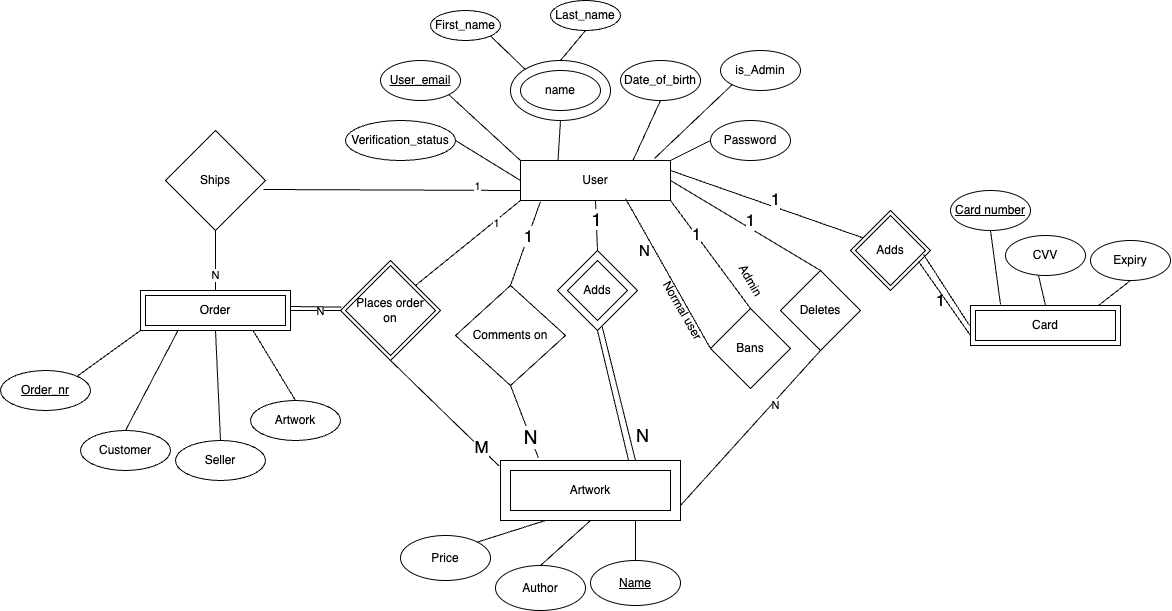 Last_name
First_name
User_email
name
Date_of_birth
is_Admin
Verification_status
Password
Ships
User
1
1
1
1
1
1
1
1
Card number
Adds
CVV
Expiry
N
N
Admin
Normal user
Adds
Deletes
Places order
on
Order
N
1
Card
Comments on
Bans
Order_nr
Artwork
N
Customer
Seller
M
N
N
Artwork
Price
Author
Name